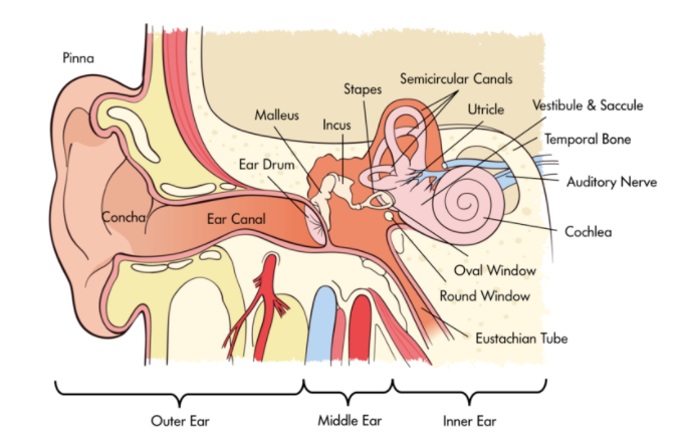 Pinna
Semicircular Canals
Stapes
Utricle
Vestibule & Saccule
Malleus
Incus
Temporal Bone
Ear Drum
Auditory Nerve
Concha
Ear Canal
Cochlea
Oval Window
Round Window
Eustachian Tube
Outer Ear
Middle Ear
Inner Ear